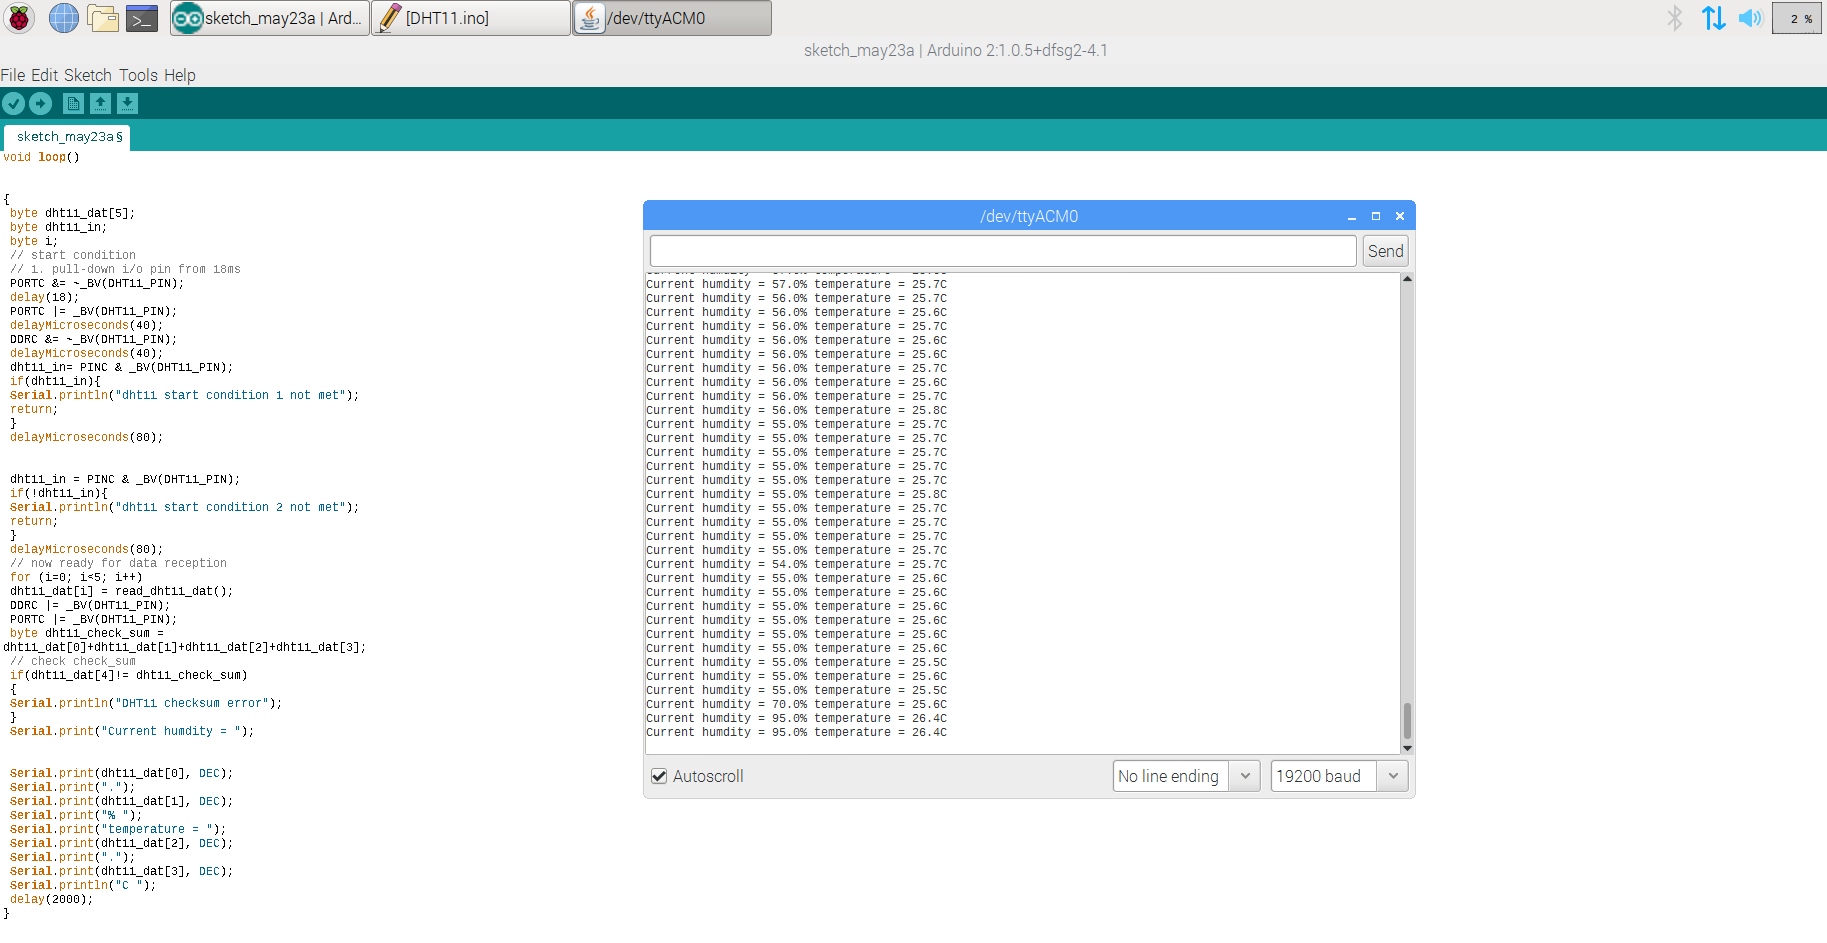 sketch_may23a | Ard...
[DHT11.ino]
/dev/ttyACM0
2 %
sketch_may23a | Arduino 2:1.0.5+dfsg2-4.1
File Edit Sketch Tools Help
sketch_may23a §
void loop()
{
byte dht11_dat[5];
byte dht11_in;
byte i;
// start condition
// 1. pull-down i/o pin from 18ms
PORTC &= ~_BV(DHT11_PIN);
delay(18);
PORTC |= _BV(DHT11_PIN);
delayMicroseconds(40);
DDRC &= ~_BV(DHT11_PIN);
delayMicroseconds(40);
dht11_in= PINC & _BV(DHT11_PIN);
if(dht11_in){
Serial.println("dht11 start condition 1 not met");
return;
}
delayMicroseconds(80);
dht11_in = PINC & _BV(DHT11_PIN);
if(!dht11_in){
Serial.println("dht11 start condition 2 not met");
return;
}
delayMicroseconds(80);
// now ready for data reception
for (i=0; i<5; i++)
dht11_dat[i] = read_dht11_dat();
DDRC |= _BV(DHT11_PIN);
PORTC |= _BV(DHT11_PIN);
byte dht11_check_sum =
dht11_dat[0]+dht11_dat[1]+dht11_dat[2]+dht11_dat[3];
// check check_sum
if(dht11_dat[4]!= dht11_check_sum)
{
Serial.println("DHT11 checksum error");
}
Serial.print("Current humdity = ");
Serial.print(dht11_dat[0], DEC);
Serial.print(".");
Serial.print(dht11_dat[1], DEC);
Serial.print("% ");
Serial.print("temperature = ");
Serial.print(dht11_dat[2], DEC);
Serial.print(".");
Serial.print(dht11_dat[3], DEC);
Serial.println("C ");
delay(2000);
}
/dev/ttyACM0
Send
Current humdity = 57.0% temperature = 25.7C
Current humdity = 56.0% temperature = 25.7C
Current humdity = 56.0% temperature = 25.6C
Current humdity = 56.0% temperature = 25.7C
Current humdity = 56.0% temperature = 25.6C
Current humdity = 56.0% temperature = 25.6C
Current humdity = 56.0% temperature = 25.7C
Current humdity = 56.0% temperature = 25.6C
Current humdity = 56.0% temperature = 25.7C
Current humdity = 56.0% temperature = 25.8C
Current humdity = 55.0% temperature = 25.7C
Current humdity = 55.0% temperature = 25.7C
Current humdity = 55.0% temperature = 25.7C
Current humdity = 55.0% temperature = 25.7C
Current humdity = 55.0% temperature = 25.7C
Current humdity = 55.0% temperature = 25.8C
Current humdity = 55.0% temperature = 25.7C
Current humdity = 55.0% temperature = 25.7C
Current humdity = 55.0% temperature = 25.7C
Current humdity = 55.0% temperature = 25.7C
Current humdity = 54.0% temperature = 25.7C
Current humdity = 55.0% temperature = 25.6C
Current humdity = 55.0% temperature = 25.6C
Current humdity = 55.0% temperature = 25.6C
Current humdity = 55.0% temperature = 25.6C
Current humdity = 55.0% temperature = 25.6C
Current humdity = 55.0% temperature = 25.6C
Current humdity = 55.0% temperature = 25.5C
Current humdity = 55.0% temperature = 25.6C
Current humdity = 55.0% temperature = 25.5C
Current humdity = 70.0% temperature = 25.6C
Current humdity = 95.0% temperature = 26.4C
Current humdity = 95.0% temperature = 26.4C
Autoscroll
No line ending
19200 baud